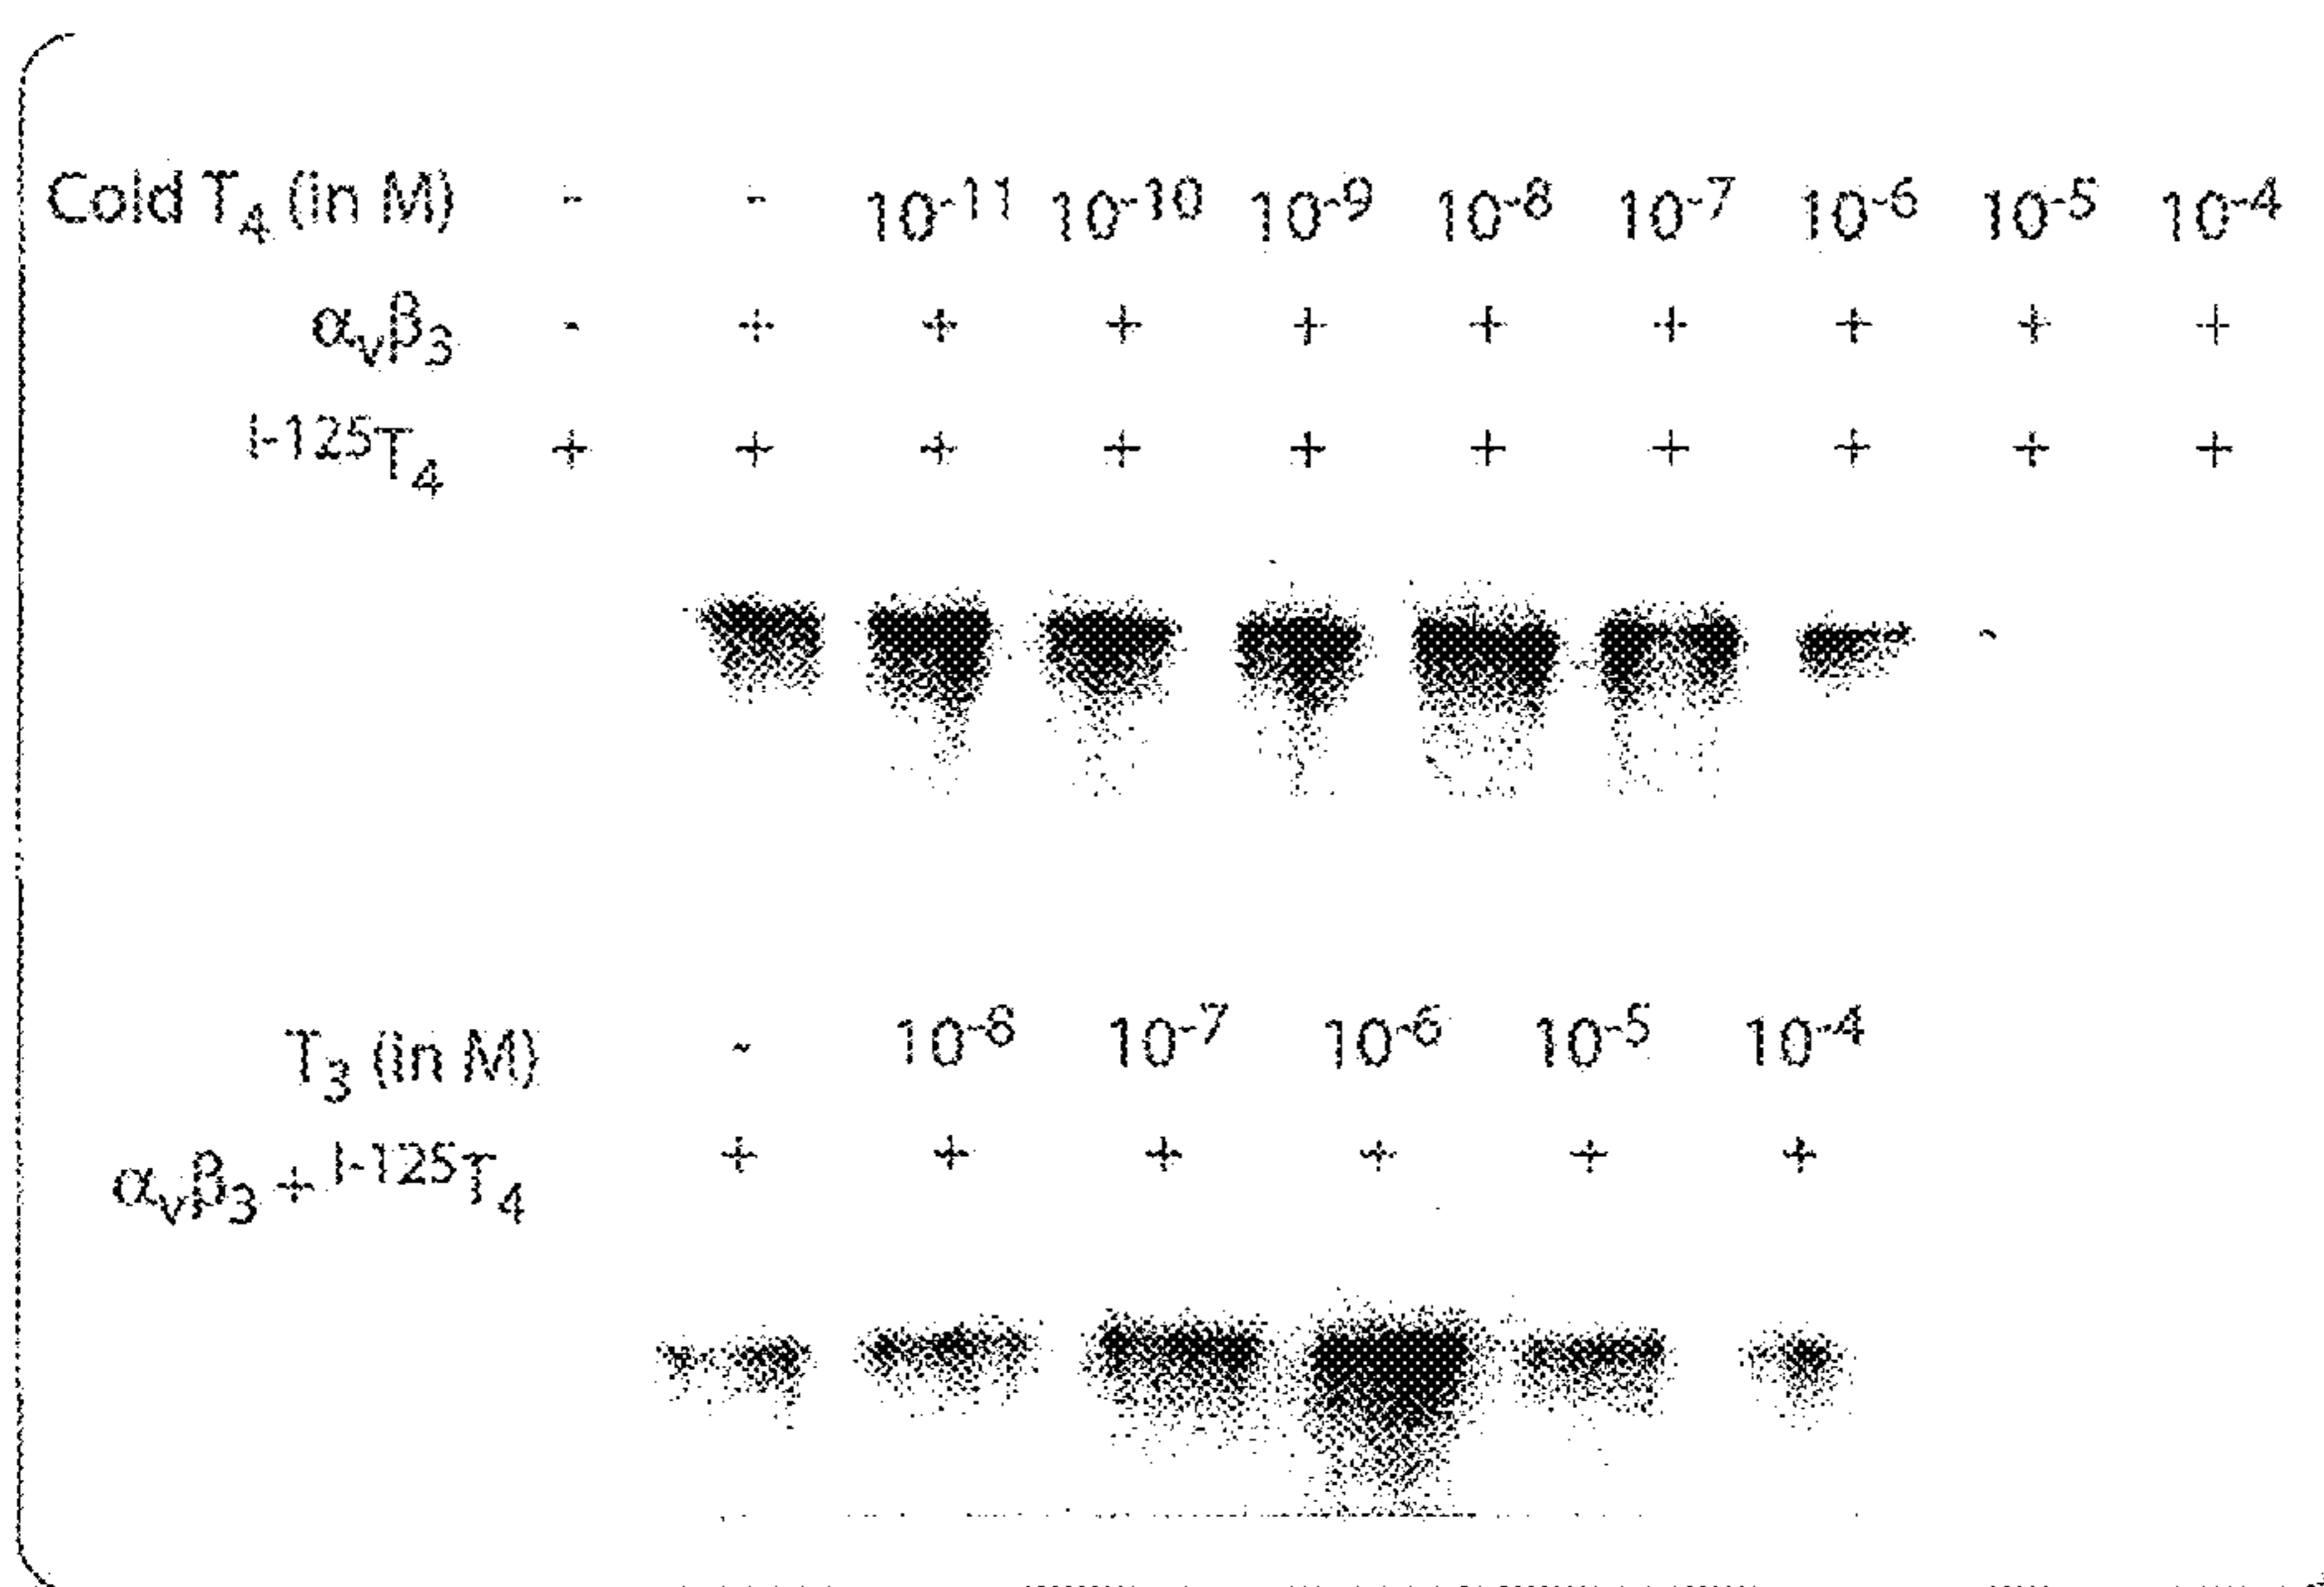 Cold T₄ (in M) - - 10⁻¹¹ 10⁻¹⁰ 10⁻⁹ 10⁻⁸ 10⁻⁷ 10⁻⁶ 10⁻⁵ 10⁻⁴
αᵥβ₃ - + + + + + + + + +
I-125T₄ + + + + + + + + + +
T₃ (in M) - 10⁻⁸ 10⁻⁷ 10⁻⁶ 10⁻⁵ 10⁻⁴
αᵥβ₃ + I-125T₄ + + + + + +